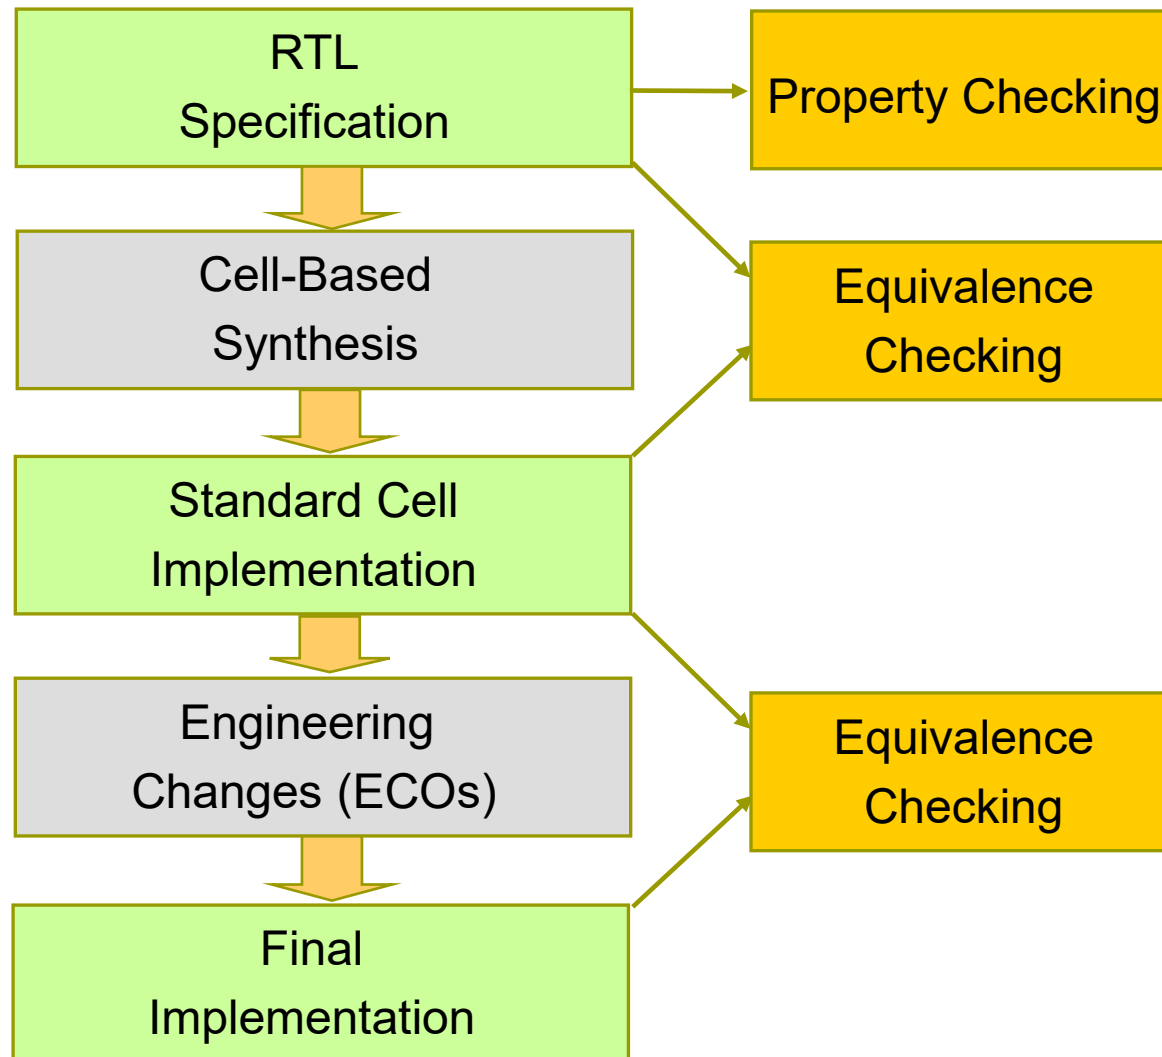 RTL
Specification
Property Checking
Cell-Based
Synthesis
Equivalence
Checking
Standard Cell
Implementation
Engineering
Changes (ECOs)
Equivalence
Checking
Final
Implementation